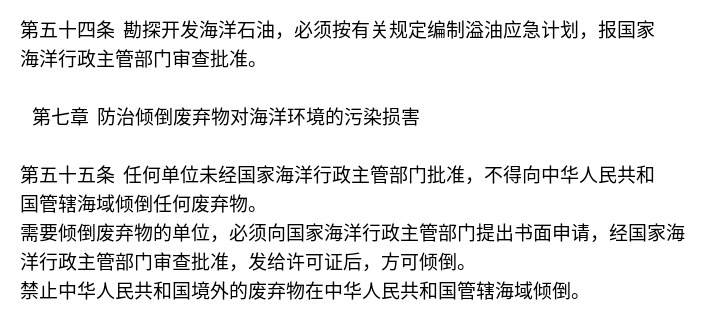 第五十四条 勘探开发海洋石油，必须按有关规定编制溢油应急计划，报国家
海洋行政主管部门审查批准。
第七章 防治倾倒废弃物对海洋环境的污染损害
第五十五条 任何单位未经国家海洋行政主管部门批准，不得向中华人民共和
国管辖海域倾倒任何废弃物。
需要倾倒废弃物的单位，必须向国家海洋行政主管部门提出书面申请，经国家海
洋行政主管部门审查批准，发给许可证后，方可倾倒。
禁止中华人民共和国境外的废弃物在中华人民共和国管辖海域倾倒。